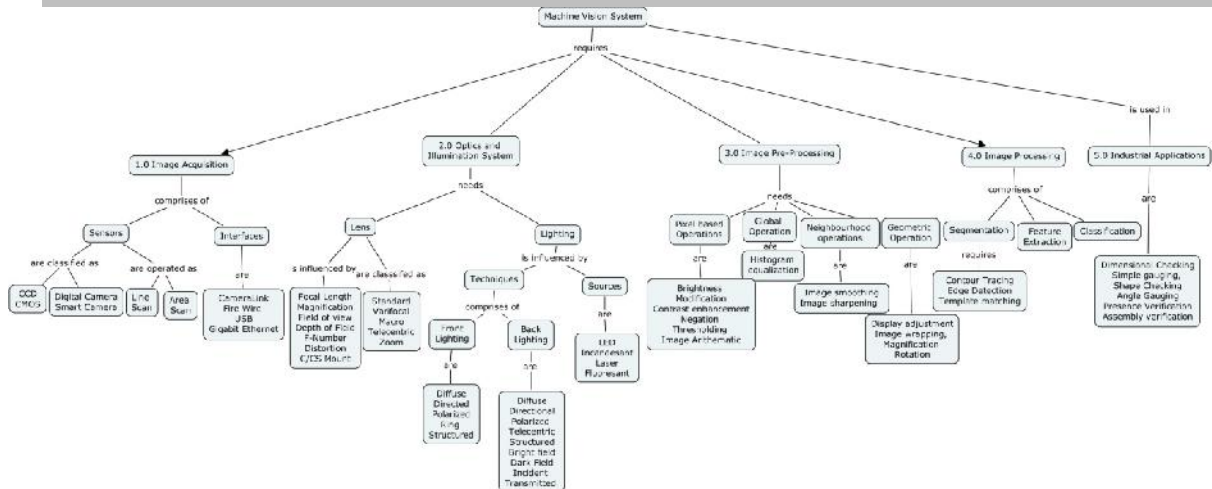 Machine Vision System
requires
is used in
1.0 Image Acquisition
2.0 Optics and
Illumination System
3.0 Image Pre-Processing
4.0 Image Processing
5.0 Industrial Applications
comprises of
Sensors
Interfaces
are classified as
are operated as
are
CCD
CMOS
Digital Camera
Smart Camera
Line
Scan
Area
Scan
CameraLink
Fire Wire
USB
Gigabit Ethernet
needs
Lens
Lighting
is influenced by
are classifed as
Focal Length
Magnification
Field of view
Depth of Field
F-Number
Distortion
C/CS Mount
Standard
Varifocal
Macro
Telecentric
Zoom
is influenced by
Techniques
Sources
comprises of
are
Front
Lighting
Back
Lighting
LED
Incandesant
Laser
Fluoresant
are
are
Diffuse
Directed
Polarized
Ring
Structured
Diffuse
Directional
Polarized
Telecentric
Structured
Bright field
Dark Field
Incident
Transmitted
needs
Pixel based
Operations
Global
Operation
Neighbourhood
operations
Geometric
Operation
are
are
are
are
Brightness
Modification
Contrast enhancement
Negation
Thresholding
Image Arithematic
Histogram
equalization
Image smoothing
Image sharpening
Display adjustment
Image wrapping,
Magnification
Rotation
comprises of
Segmentation
Feature
Extraction
Classification
requires
Contour Tracing
Edge Detection
Template matching
are
Dimensional Checking
Simple gauging,
Shape Checking
Angle Gauging
Presence Verification
Assembly verification